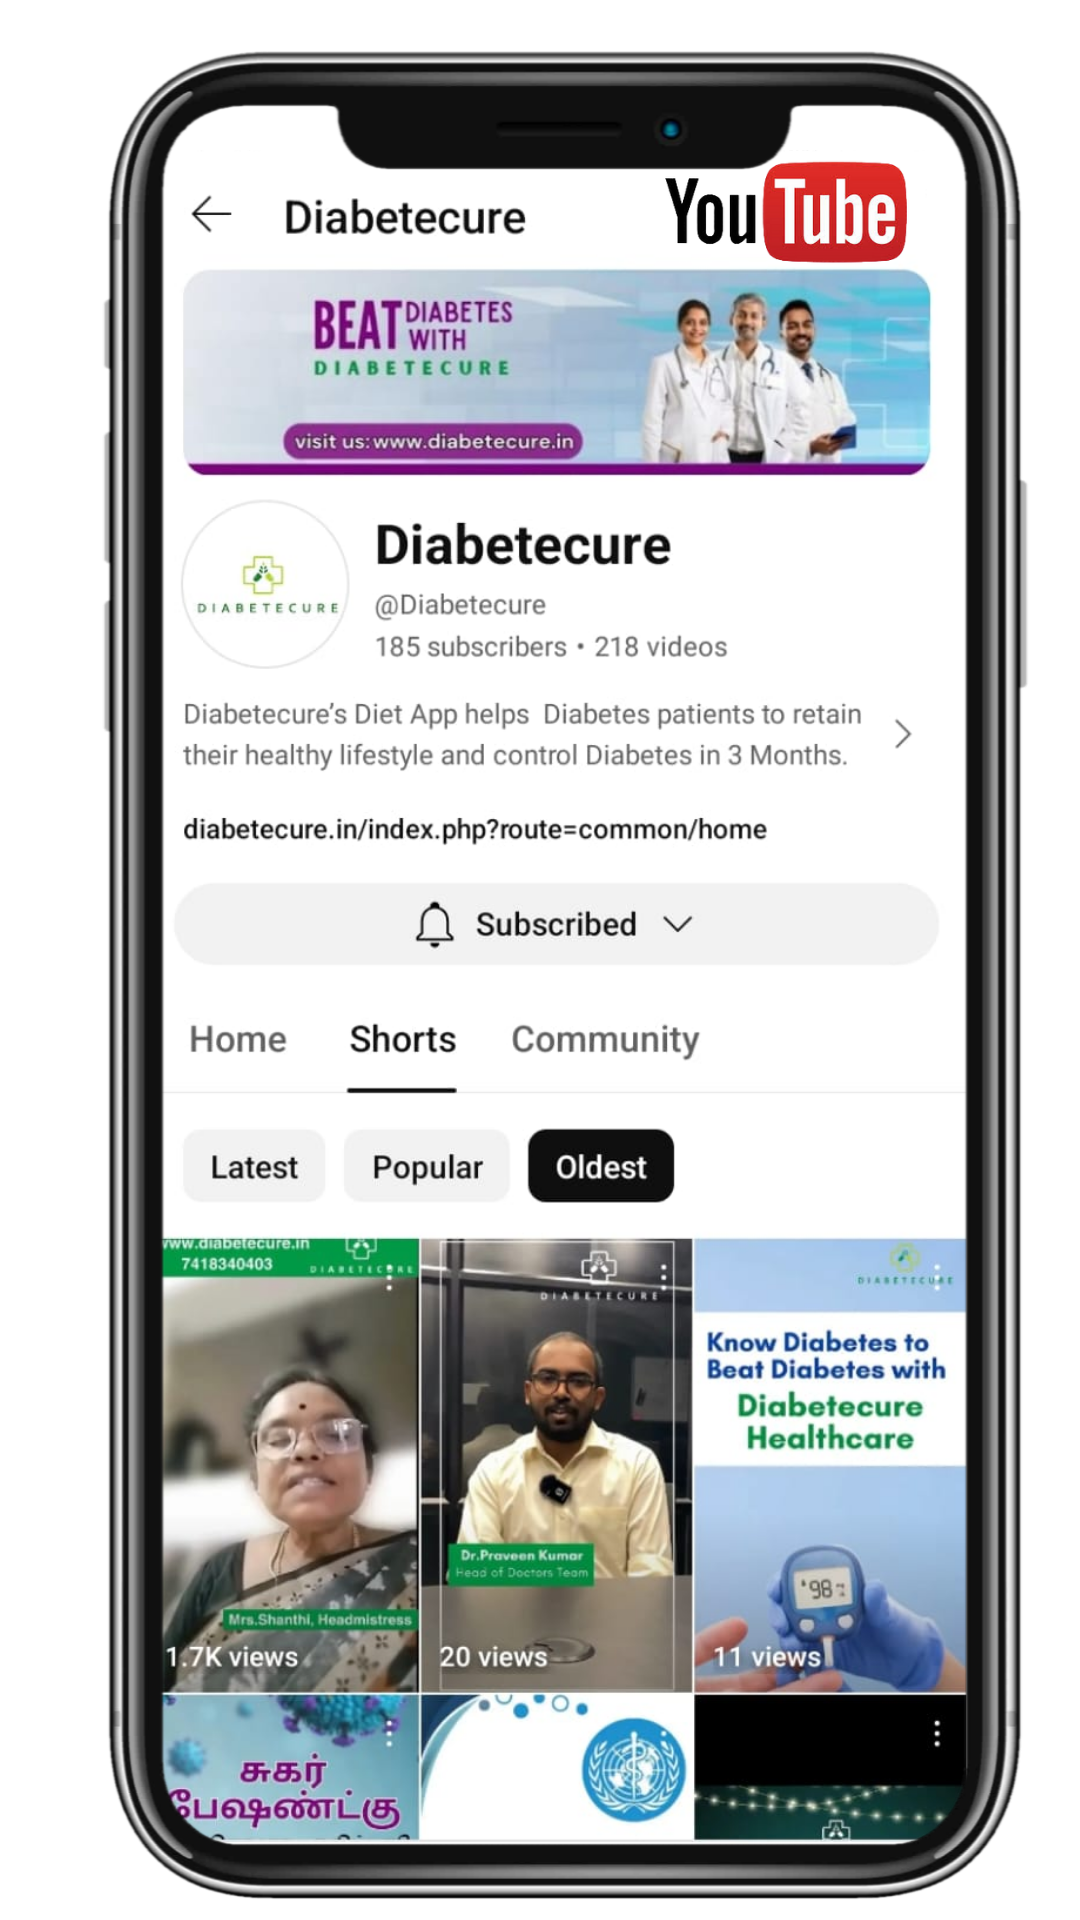 Diabetecure
YouTube
BEAT DIABETES
WITH
DIABETECURE
visit us: www.diabetecure.in
DIABETECURE
Diabetecure
@Diabetecure
185 subscribers • 218 videos
Diabetecure’s Diet App helps  Diabetes patients to retain
their healthy lifestyle and control Diabetes in 3 Months.
diabetecure.in/index.php?route=common/home
Subscribed
Home Shorts Community
Latest Popular Oldest
www.diabetecure.in
7418340403
DIABETECURE
Mrs.Shanthi, Headmistress
1.7K views
DIABETECURE
Dr.Praveen Kumar
Head of Doctors Team
20 views
DIABETECURE
Know Diabetes to
Beat Diabetes with
Diabetecure
Healthcare
98
11 views
சுகர்
பேஷண்ட்கு